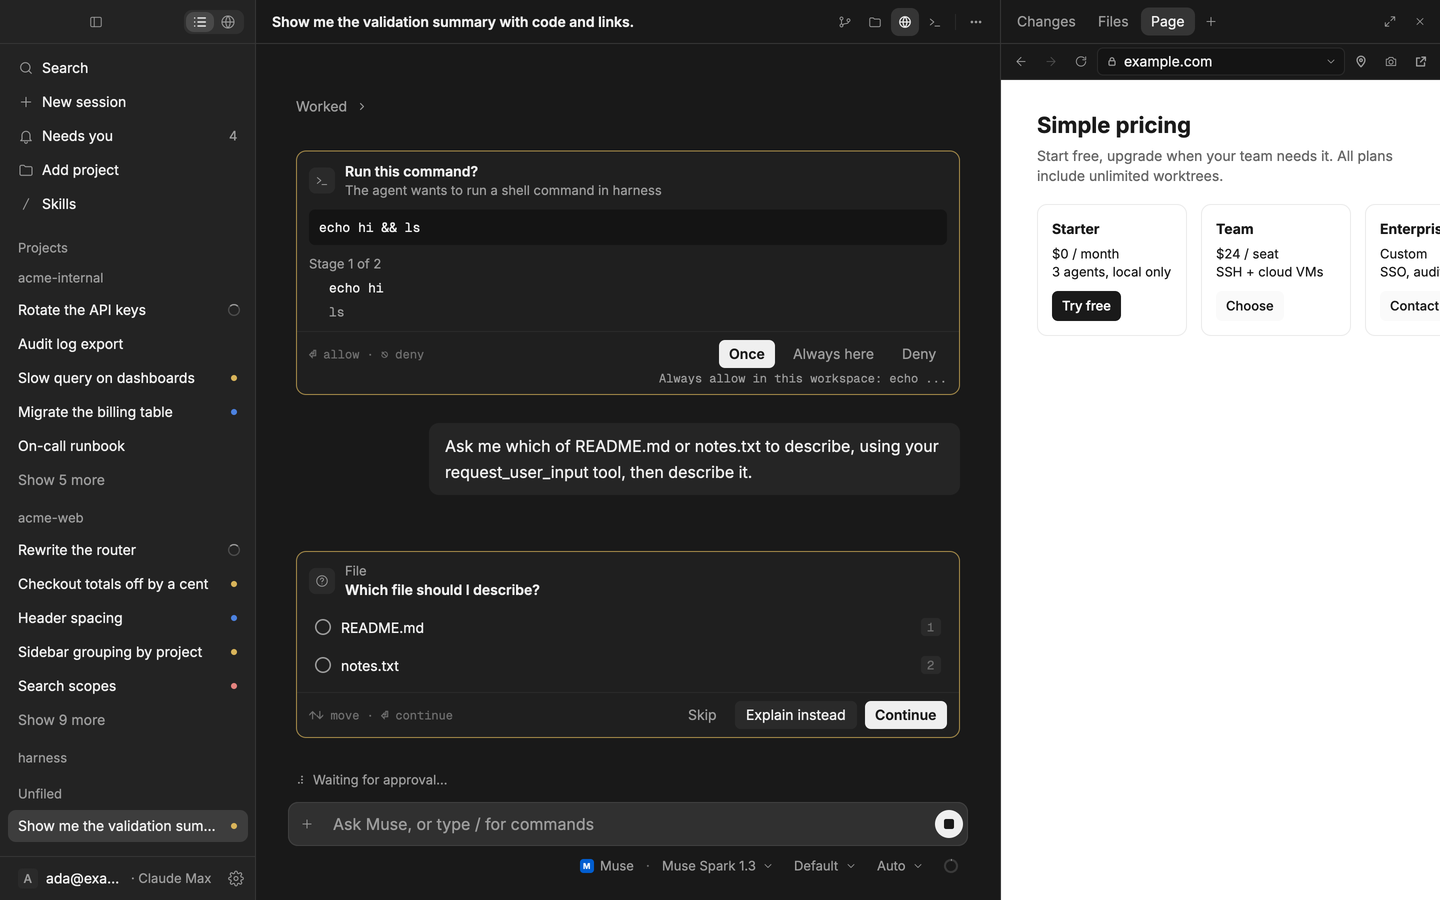 Search
New session
Needs you 4
Add project
Skills
Projects
acme-internal
Rotate the API keys
Audit log export
Slow query on dashboards
Migrate the billing table
On-call runbook
Show 5 more
acme-web
Rewrite the router
Checkout totals off by a cent
Header spacing
Sidebar grouping by project
Search scopes
Show 9 more
harness
Unfiled
Show me the validation sum...
A ada@exa... · Claude Max
Show me the validation summary with code and links.
Worked
Run this command?
The agent wants to run a shell command in harness
echo hi && ls
Stage 1 of 2
echo hi
ls
allow · deny
Once Always here Deny
Always allow in this workspace: echo ...
Ask me which of README.md or notes.txt to describe, using your
request_user_input tool, then describe it.
File
Which file should I describe?
README.md 1
notes.txt 2
move · continue
Skip Explain instead Continue
Waiting for approval...
Ask Muse, or type / for commands
M Muse · Muse Spark 1.3 Default Auto
Changes Files Page
example.com
Simple pricing
Start free, upgrade when your team needs it. All plans
include unlimited worktrees.
Starter
$0 / month
3 agents, local only
Try free
Team
$24 / seat
SSH + cloud VMs
Choose
Enterpris
Custom
SSO, audi
Contact